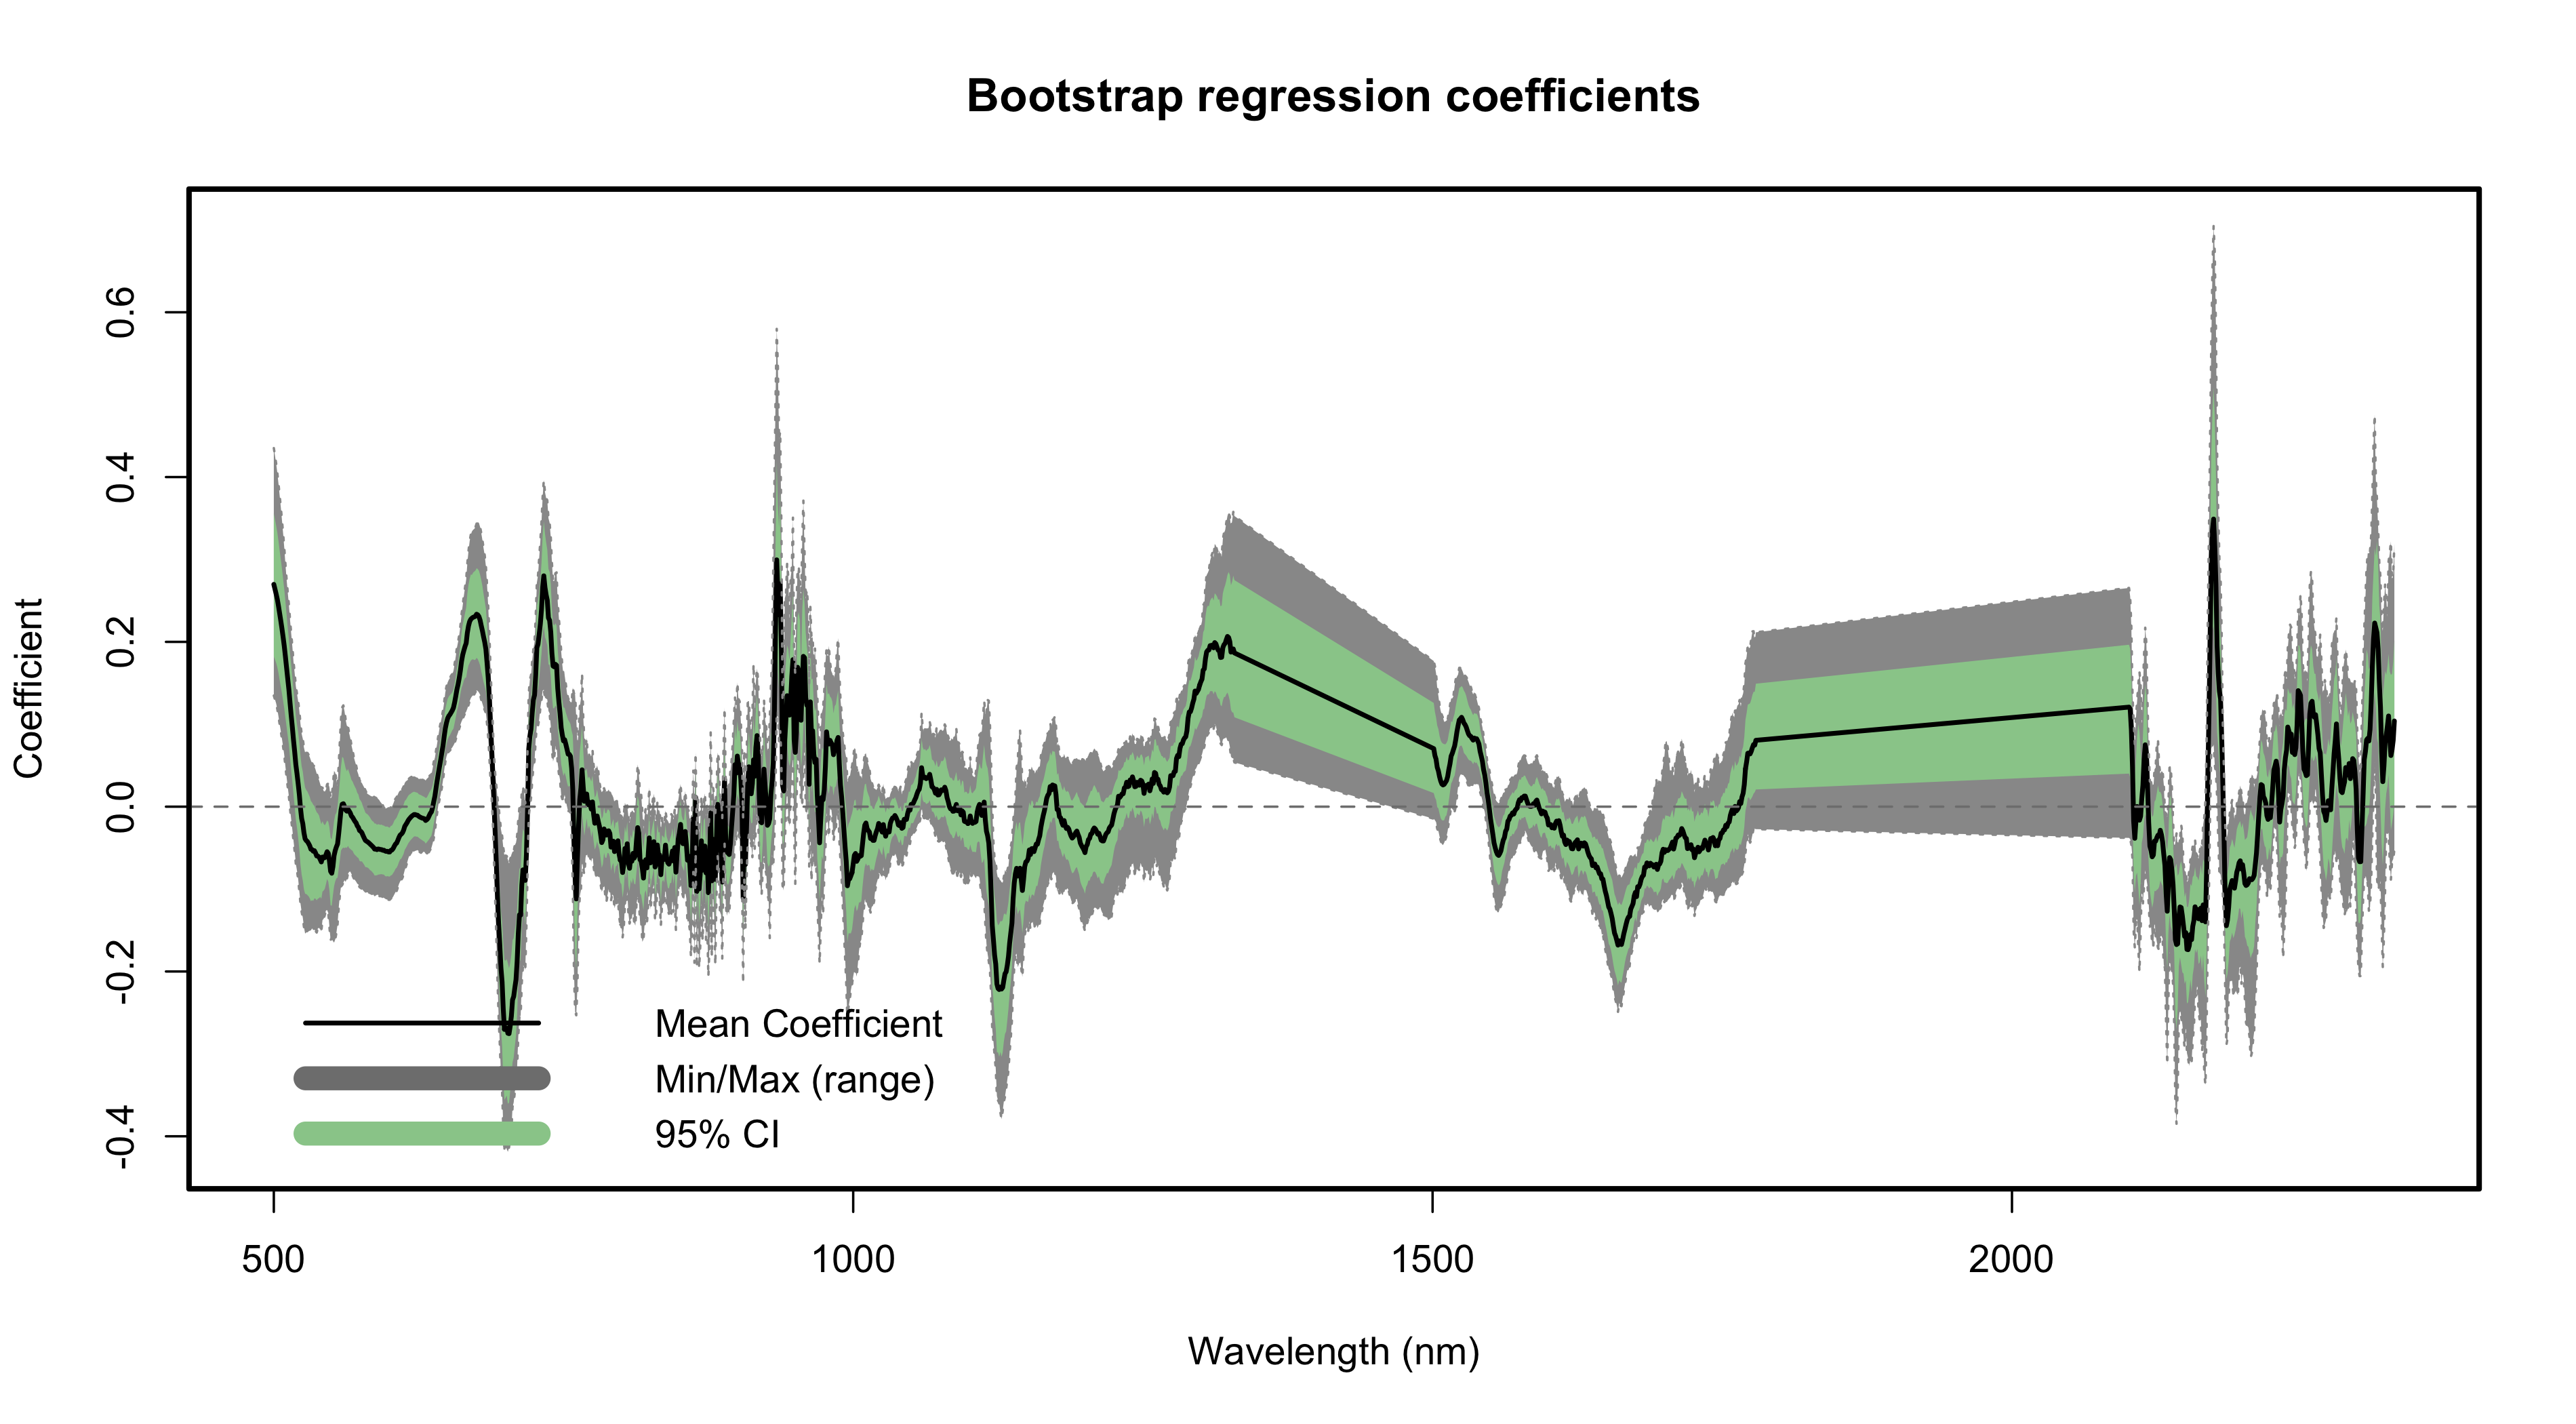 Bootstrap regression coefficients
Coefficient
0.6
0.4
0.2
0.0
-0.2
-0.4
Mean Coefficient
Min/Max (range)
95% CI
500
1000
1500
2000
Wavelength (nm)